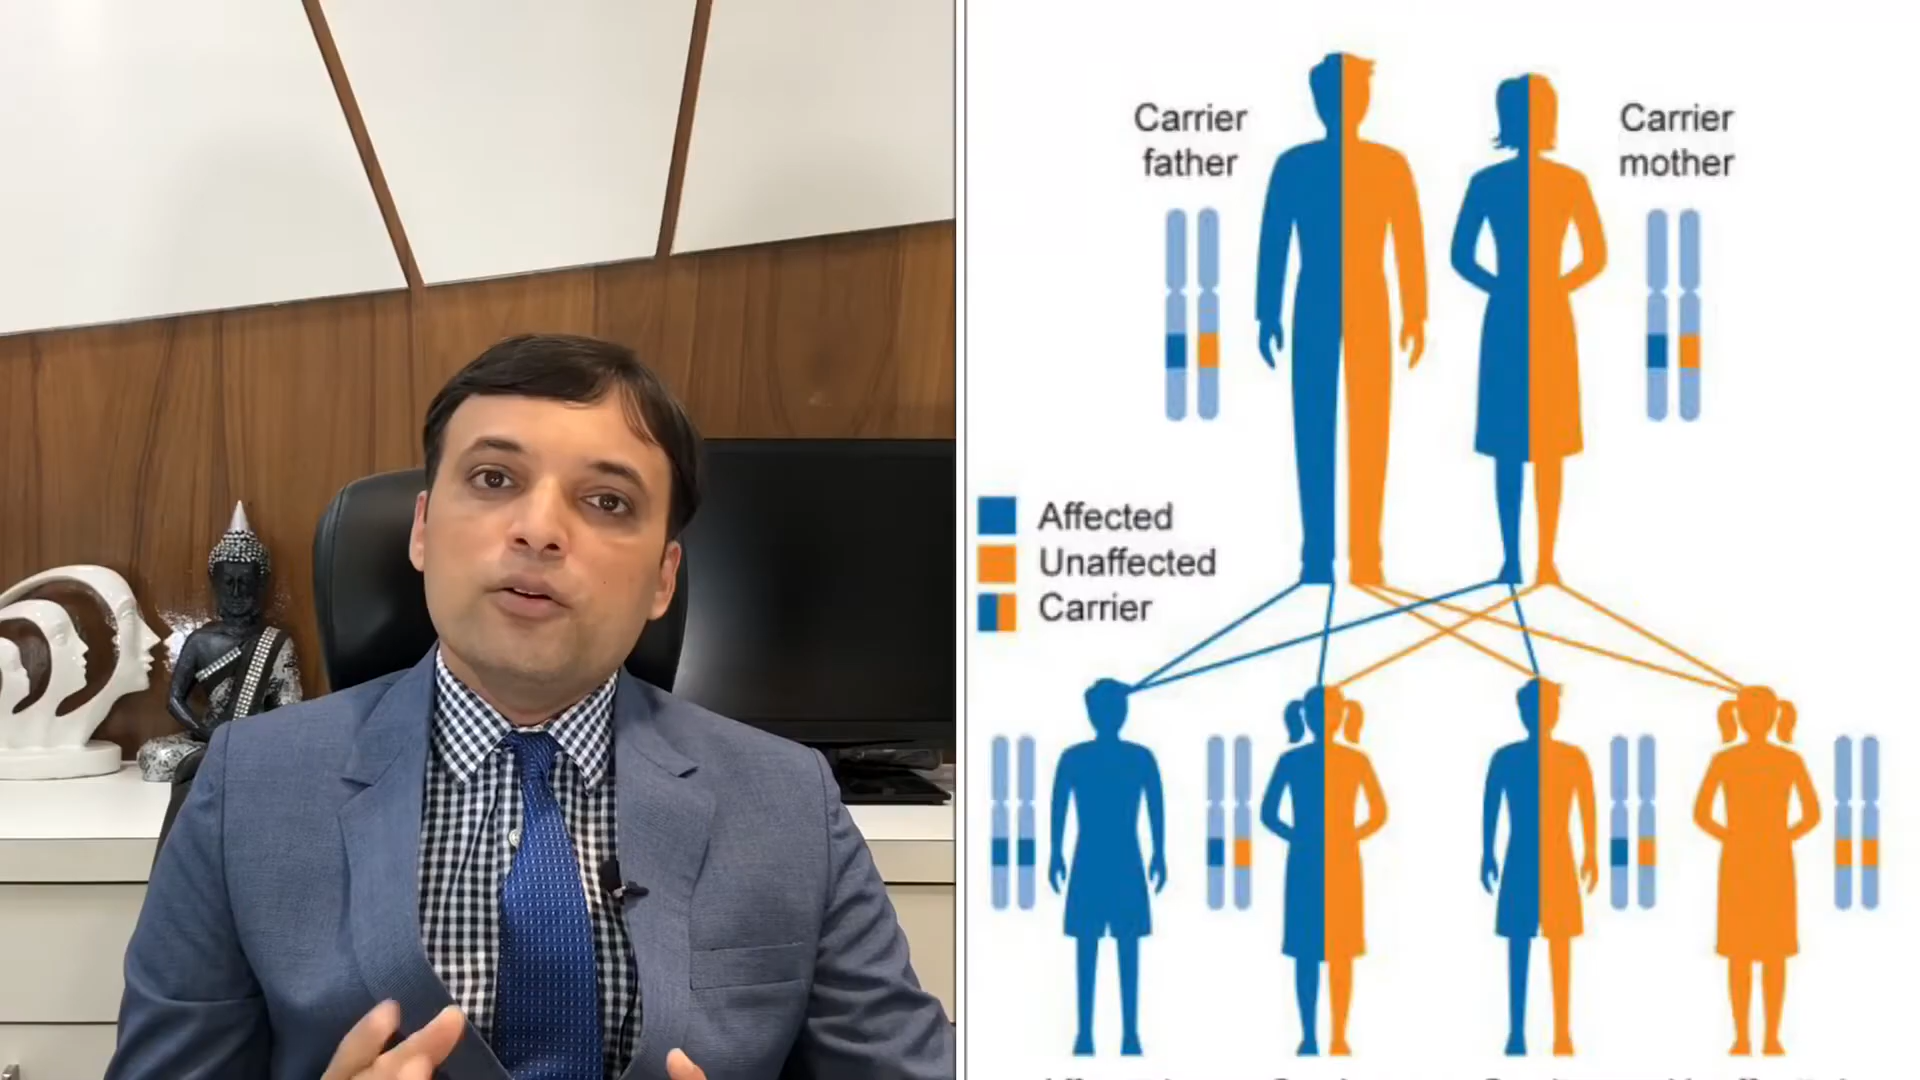 Carrier
father
Carrier
mother
Affected
Unaffected
Carrier